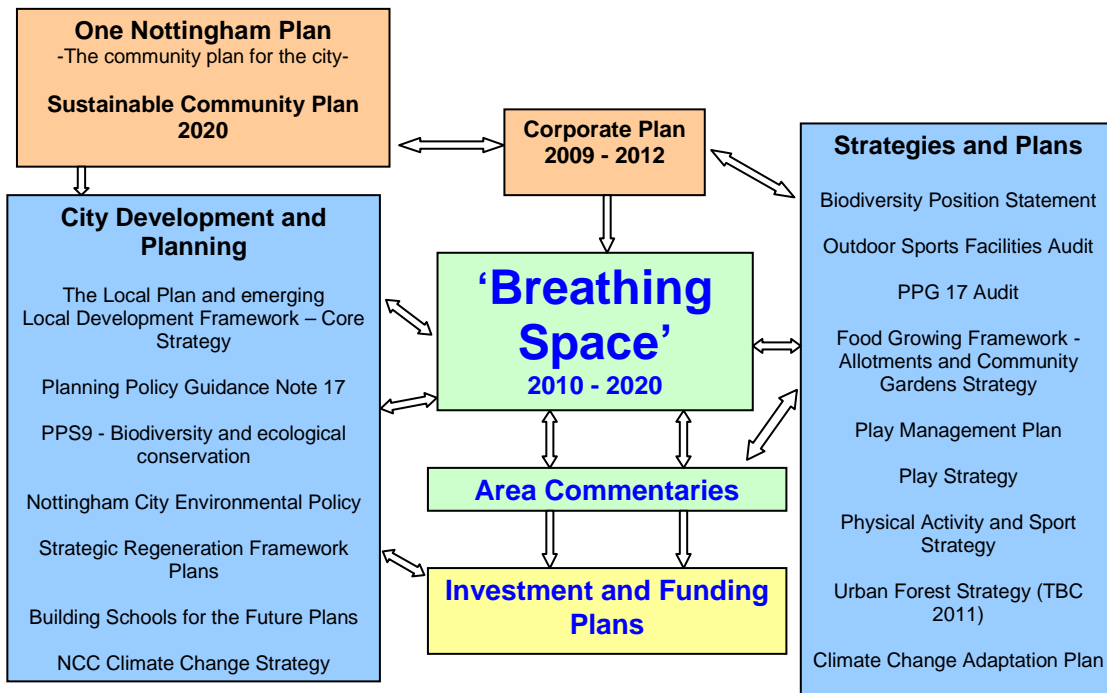 One Nottingham Plan
-The community plan for the city-
Sustainable Community Plan
2020
Corporate Plan
2009 - 2012
Strategies and Plans
Biodiversity Position Statement
Outdoor Sports Facilities Audit
PPG 17 Audit
Food Growing Framework -
Allotments and Community
Gardens Strategy
Play Management Plan
Play Strategy
Physical Activity and Sport
Strategy
Urban Forest Strategy (TBC
2011)
Climate Change Adaptation Plan
City Development and
Planning
The Local Plan and emerging
Local Development Framework – Core
Strategy
Planning Policy Guidance Note 17
PPS9 - Biodiversity and ecological
conservation
Nottingham City Environmental Policy
Strategic Regeneration Framework
Plans
Building Schools for the Future Plans
NCC Climate Change Strategy
‘Breathing
Space’
2010 - 2020
Area Commentaries
Investment and Funding
Plans